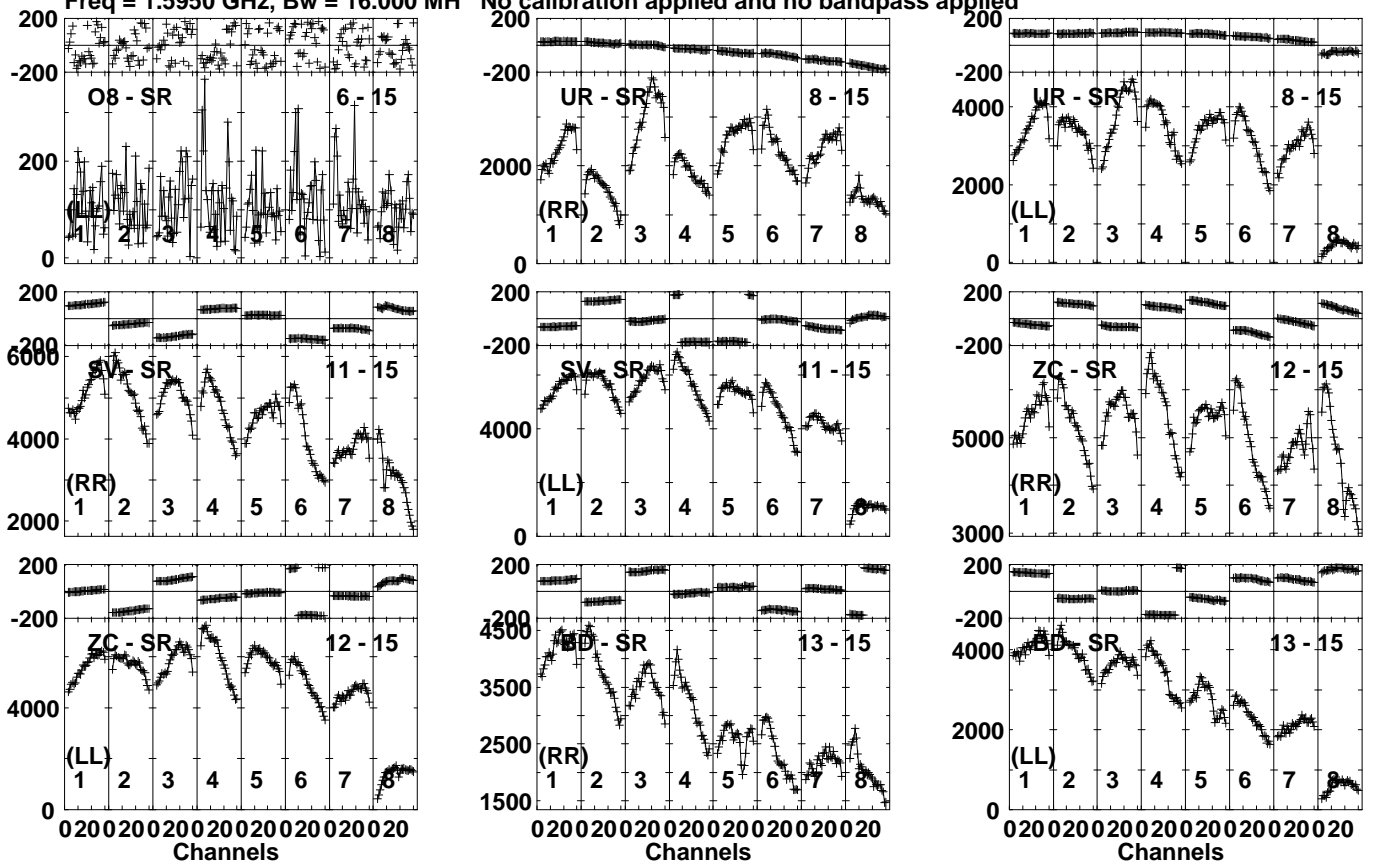 Freq = 1.5950 GHz, Bw = 16.000 MH No calibration applied and no bandpass applied
200 200 200
-200 -200 -200
O8 - SR 6 - 15 UR - SR 8 - 15 UR - SR 8 - 15
4000
200 2000
2000
(LL) (RR) (LL)
1 2 3 4 5 6 7 8 1 2 3 4 5 6 7 8 1 2 3 4 5 6 7 8
0 0 0
200 200 200
-200 -200 -200
6000
SV - SR 11 - 15 SV - SR 11 - 15 ZC - SR 12 - 15
4000 4000 5000
(RR) (LL) (RR)
1 2 3 4 5 6 7 8 1 2 3 4 5 6 7 8 1 2 3 4 5 6 7 8
2000 0 3000
200 200 200
-200 -200 -200
4500
ZC - SR 12 - 15 BD - SR 13 - 15 BD - SR 13 - 15
4000
3500
4000 2500 2000
(LL) (RR) (LL)
1 2 3 4 5 6 7 8 1 2 3 4 5 6 7 8 1 2 3 4 5 6 7 8
0 1500 0
0 20 0 20 0 20 0 20 0 20 0 20 0 20 0 20 0 20 0 20 0 20 0 20 0 20 0 20 0 20 0 20 0 20 0 20 0 20 0 20 0 20 0 20 0 20 0 20
Channels Channels Channels